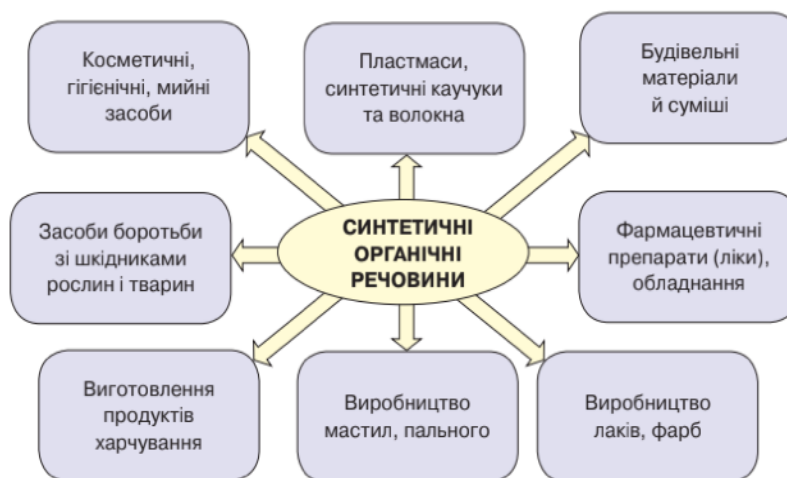 Косметичні,
гігієнічні, мийні
засоби
Пластмаси,
синтетичні каучуки
та волокна
Будівельні
матеріали
й суміші
Засоби боротьби
зі шкідниками
рослин і тварин
СИНТЕТИЧНІ
ОРГАНІЧНІ
РЕЧОВИНИ
Фармацевтичні
препарати (ліки),
обладнання
Виготовлення
продуктів
харчування
Виробництво
мастил, пального
Виробництво
лаків, фарб